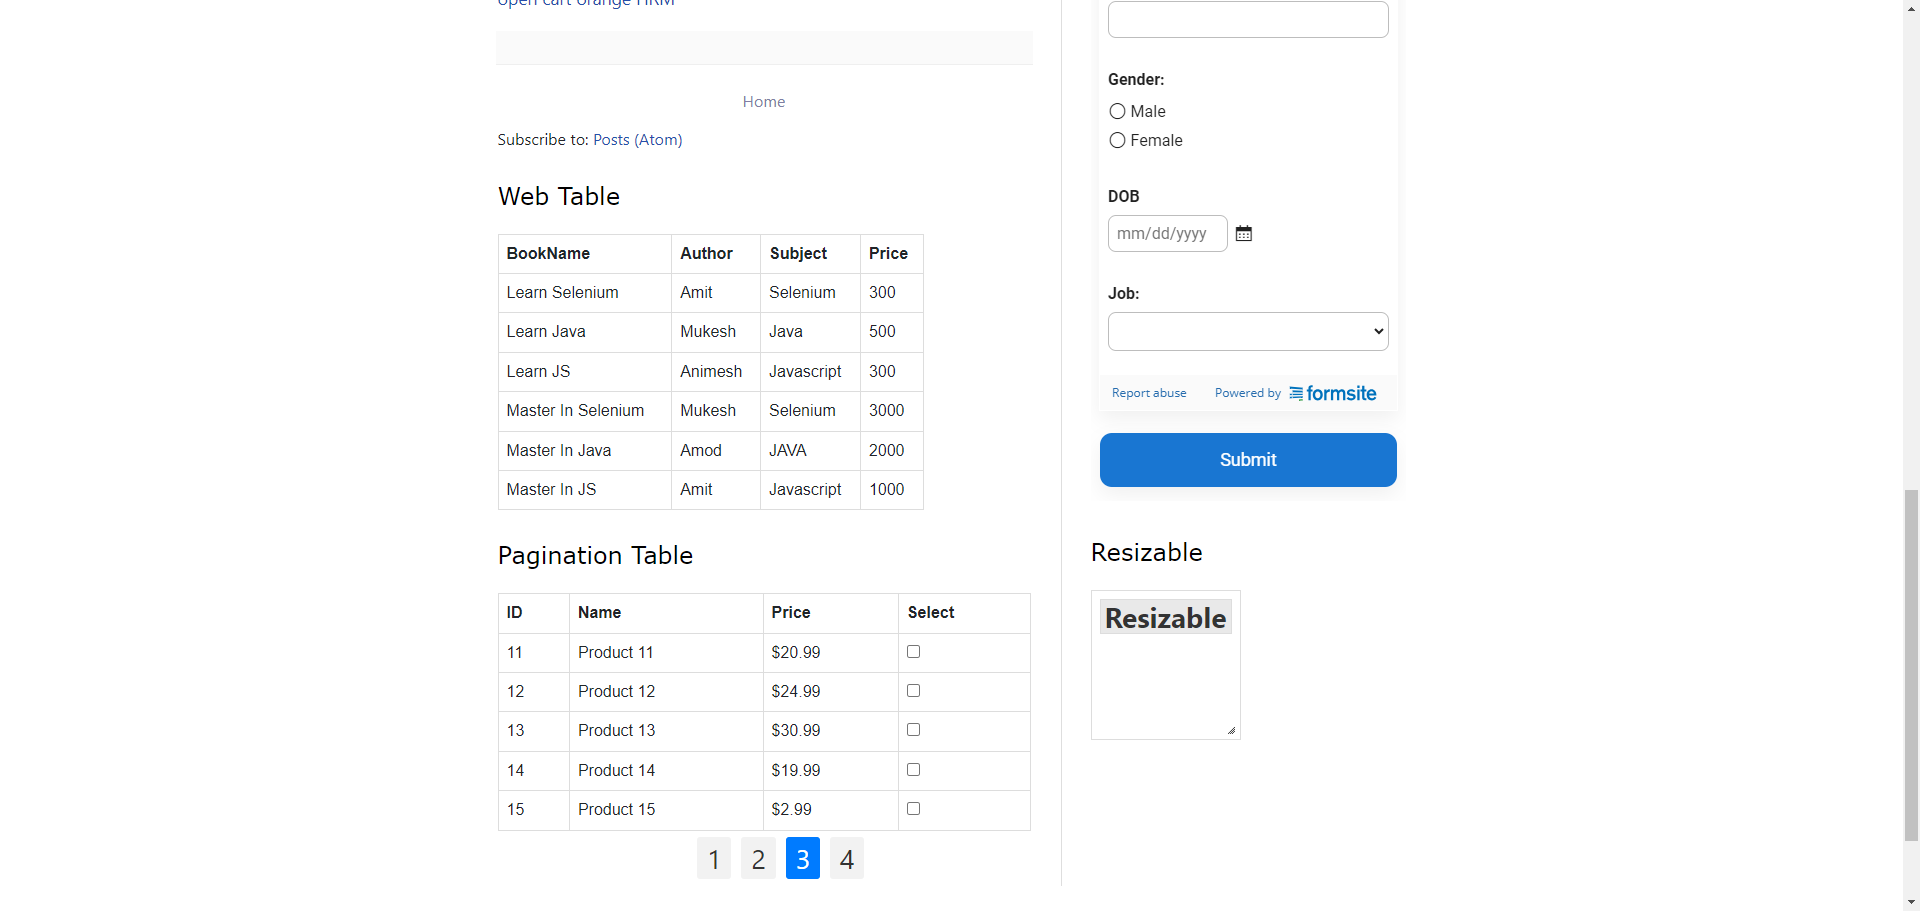 open cart orange HRM
Home
Subscribe to: Posts (Atom)
Web Table
BookName Author Subject Price
Learn Selenium Amit Selenium 300
Learn Java Mukesh Java 500
Learn JS Animesh Javascript 300
Master In Selenium Mukesh Selenium 3000
Master In Java Amod JAVA 2000
Master In JS Amit Javascript 1000
Pagination Table
ID Name Price Select
11 Product 11 $20.99
12 Product 12 $24.99
13 Product 13 $30.99
14 Product 14 $19.99
15 Product 15 $2.99
1 2 3 4
Gender:
Male
Female
DOB
mm/dd/yyyy
Job:
Report abuse Powered by formsite
Submit
Resizable
Resizable